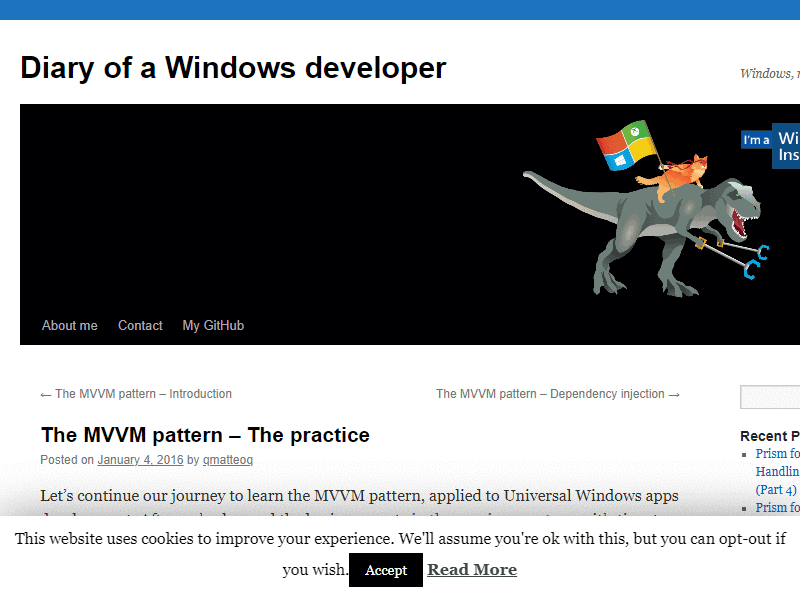 Diary of a Windows developer
Windows,
I'm a
About me Contact My GitHub
← The MVVM pattern – Introduction
The MVVM pattern – Dependency injection →
The MVVM pattern – The practice
Posted on January 4, 2016 by qmatteoq
Let's continue our journey to learn the MVVM pattern, applied to Universal Windows apps
Recent P
Prism fo
Handlin
(Part 4)
Prism fo
This website uses cookies to improve your experience. We'll assume you're ok with this, but you can opt-out if
you wish. Accept Read More